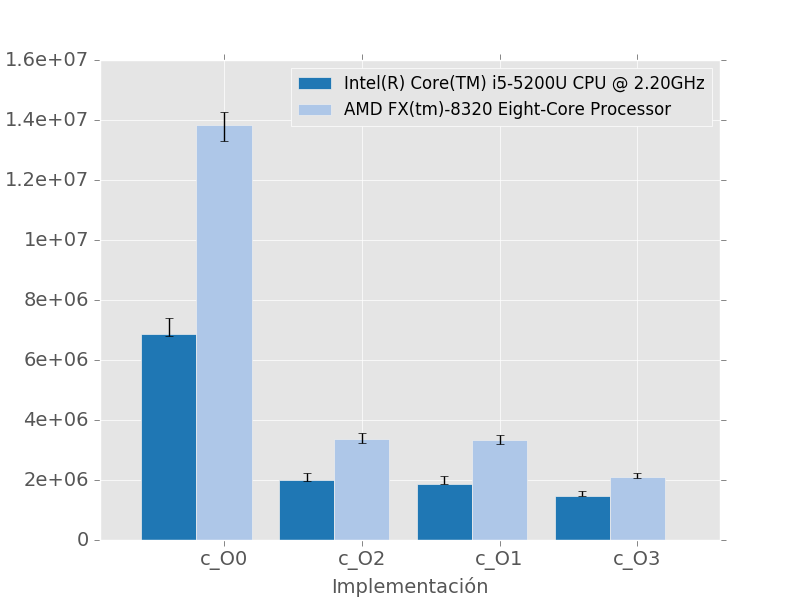 1.6e+07
1.4e+07
1.2e+07
1e+07
8e+06
6e+06
4e+06
2e+06
0
Intel(R) Core(TM) i5-5200U CPU @ 2.20GHz
AMD FX(tm)-8320 Eight-Core Processor
c_O0 c_O2 c_O1 c_O3
Implementación